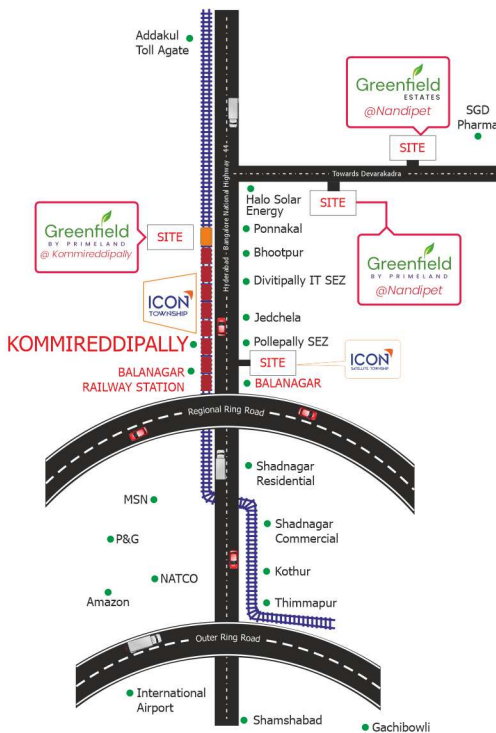 Addakul
Toll Agate
Greenfield
ESTATES
@Nandipet
SGD
Pharma
SITE
Towards Devarakadra
Hyderabad - Bangalore National Highway - 44
Halo Solar
Energy
SITE
Greenfield
BY PRIMELAND
@ Kommireddipally
SITE
Ponnakal
Bhootpur
Greenfield
BY PRIMELAND
@Nandipet
Divitipally IT SEZ
ICON
TOWNSHIP
Jedchela
KOMMIREDDIPALLY
Pollepally SEZ
SITE
ICON
SATELLITE TOWNSHIP
BALANAGAR
RAILWAY STATION
BALANAGAR
Regional Ring Road
Shadnagar
Residential
MSN
Shadnagar
Commercial
P&G
Kothur
NATCO
Amazon
Thimmapur
Outer Ring Road
International
Airport
Shamshabad
Gachibowli